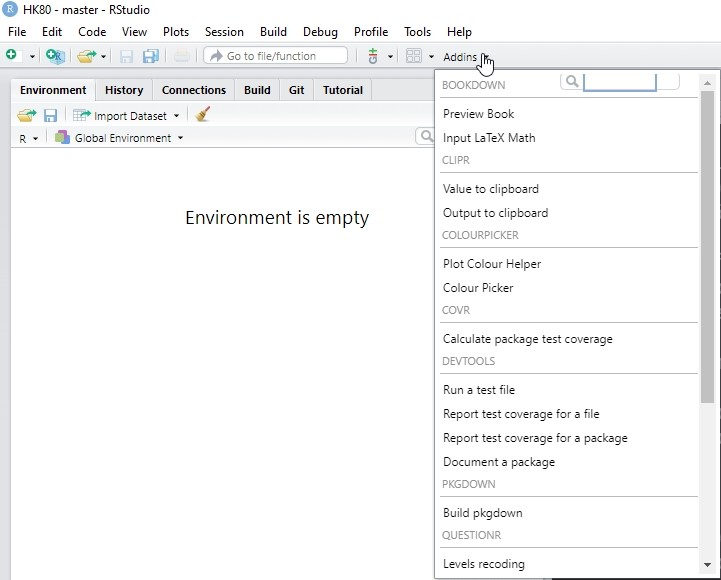 HK80 - master - RStudio
File Edit Code View Plots Session Build Debug Profile Tools Help
Go to file/function Addins
Environment History Connections Build Git Tutorial
Import Dataset
R Global Environment
Environment is empty
BOOKDOWN
Preview Book
Input LaTeX Math
CLIPR
Value to clipboard
Output to clipboard
COLOURPICKER
Plot Colour Helper
Colour Picker
COVR
Calculate package test coverage
DEVTOOLS
Run a test file
Report test coverage for a file
Report test coverage for a package
Document a package
PKGDOWN
Build pkgdown
QUESTIONR
Levels recoding